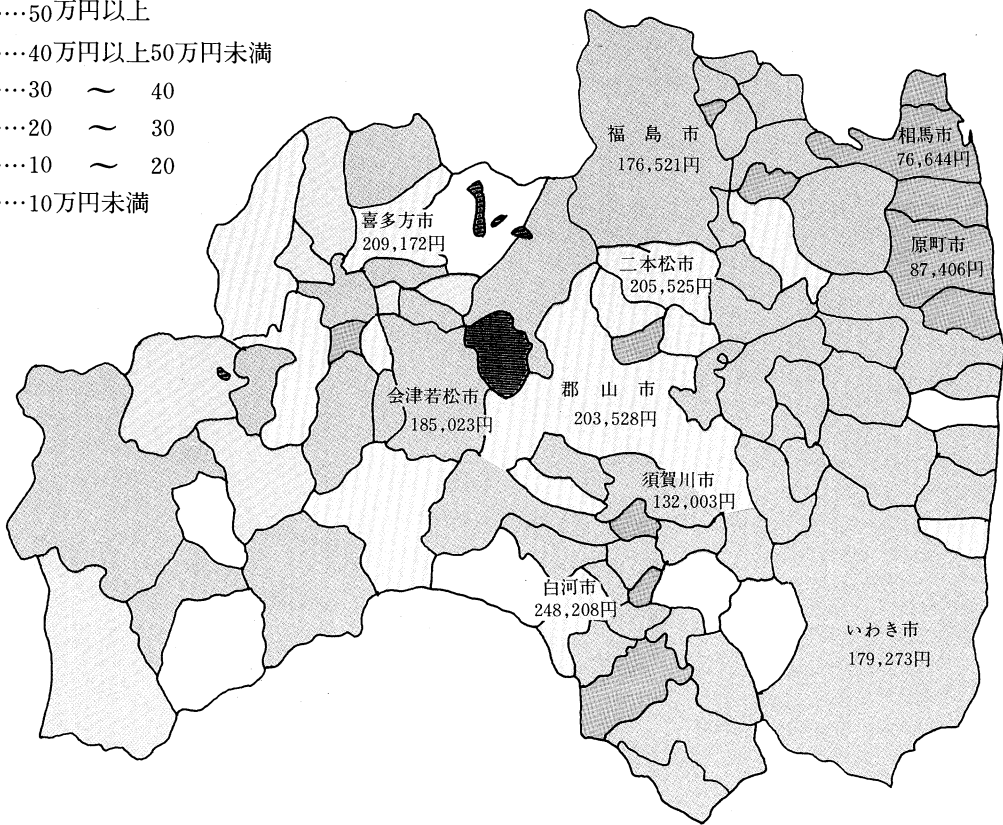 ……50万円以上
……40万円以上50万円未満
……30 ～ 40
……20 ～ 30
……10 ～ 20
……10万円未満
福島市
176,521円
相馬市
76,644円
喜多方市
209,172円
原町市
87,406円
二本松市
205,525円
会津若松市
185,023円
郡山市
203,528円
須賀川市
132,003円
白河市
248,208円
いわき市
179,273円